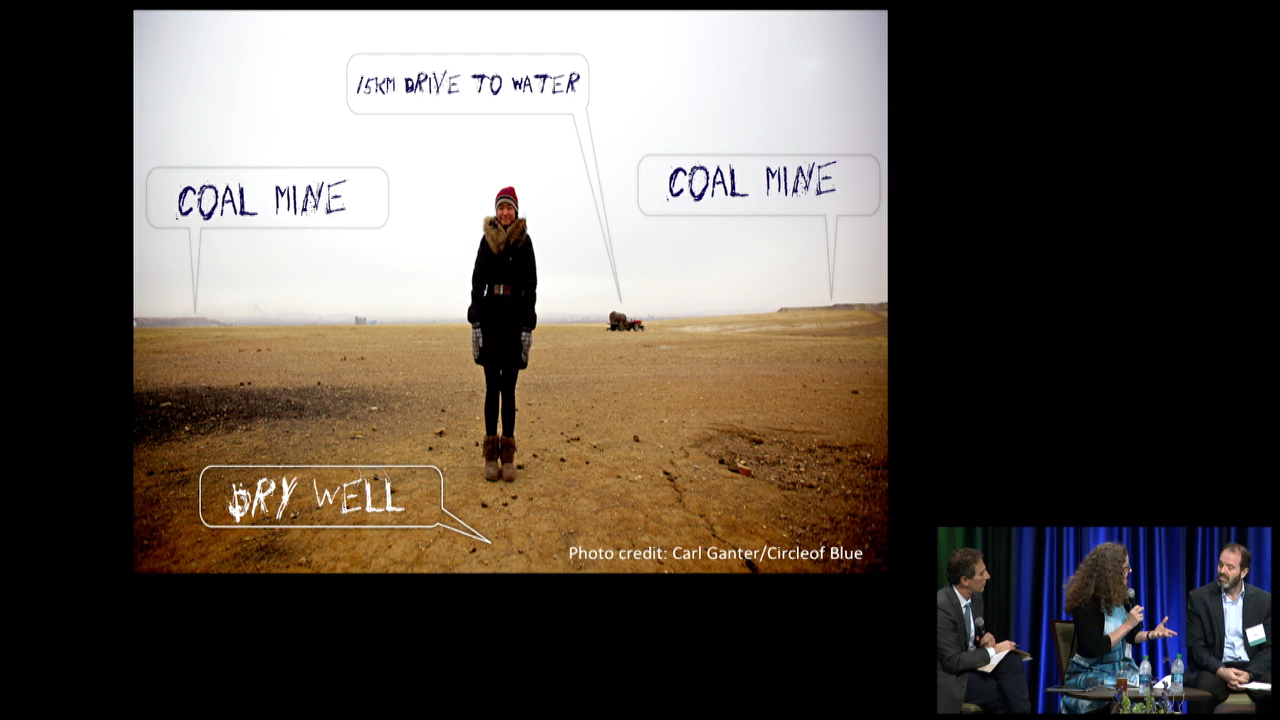 15KM DRIVE TO WATER
COAL MINE
COAL MINE
DRY WELL
Photo credit: Carl Ganter/Circleof Blue